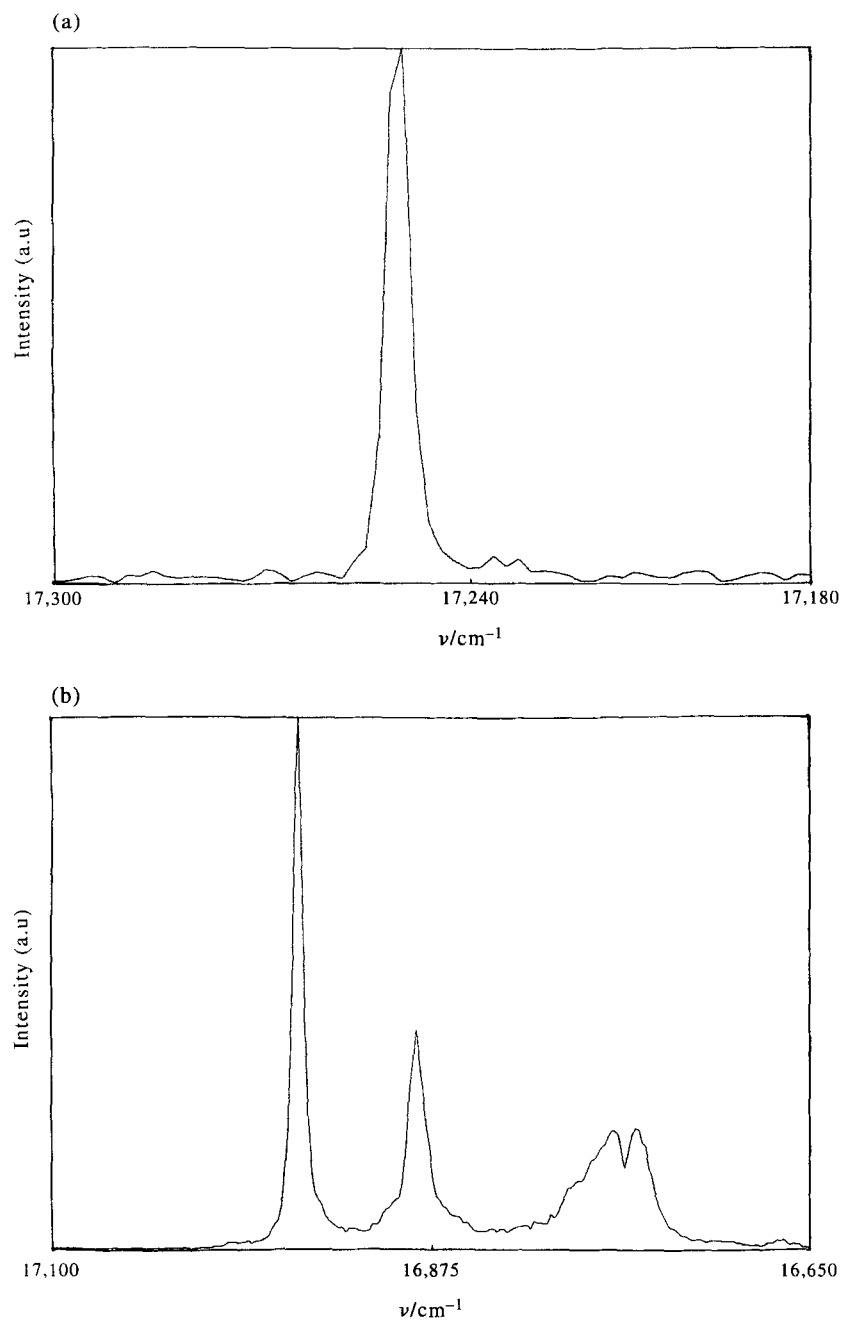 (a)
Intensity (a.u)
17,300
17,240
17,180
ν/cm⁻¹
(b)
Intensity (a.u)
17,100
16,875
16,650
ν/cm⁻¹